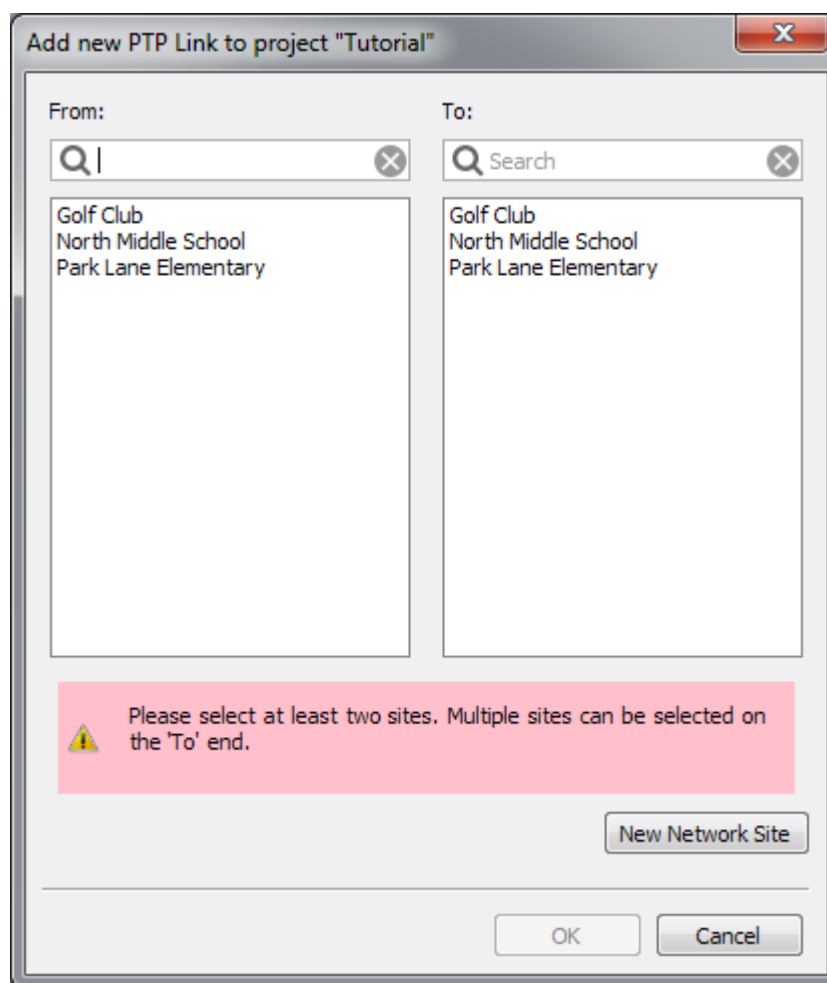 Add new PTP Link to project "Tutorial"
From:
To:
Search
Golf Club
North Middle School
Park Lane Elementary
Golf Club
North Middle School
Park Lane Elementary
Please select at least two sites. Multiple sites can be selected on
the 'To' end.
New Network Site
OK
Cancel